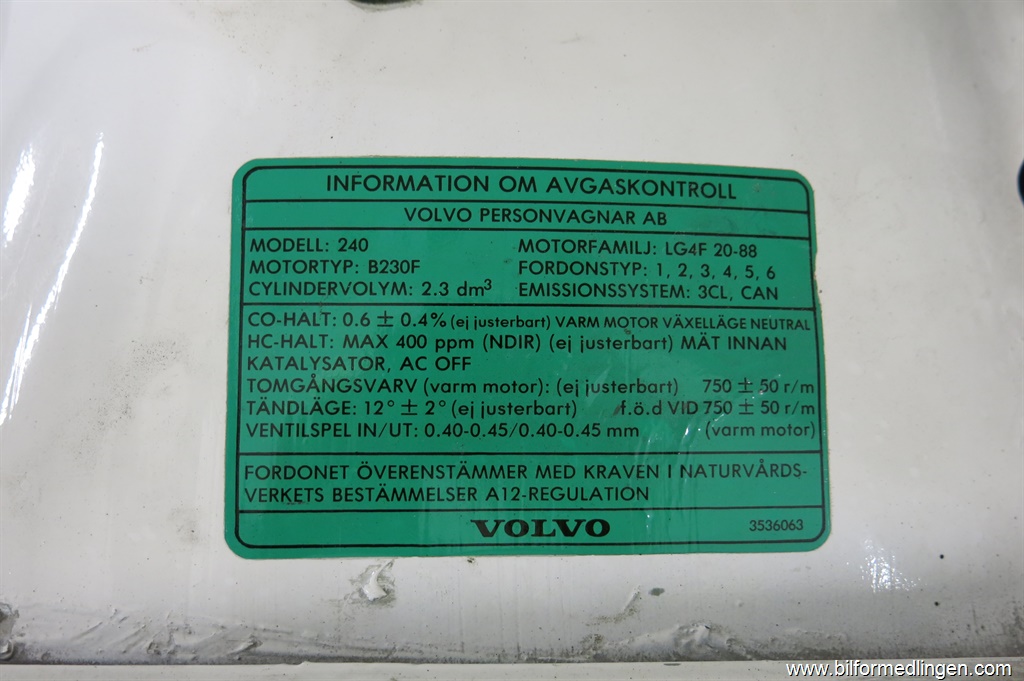 INFORMATION OM AVGASKONTROLL
VOLVO PERSONVAGNAR AB
MODELL: 240
MOTORTYP: B230F
CYLINDERVOLYM: 2.3 dm³
MOTORFAMILJ: LG4F 20-88
FORDONSTYP: 1, 2, 3, 4, 5, 6
EMISSIONSSYSTEM: 3CL, CAN
CO-HALT: 0.6 ± 0.4% (ej justerbart) VARM MOTOR VÄXELLÄGE NEUTRAL
HC-HALT: MAX 400 ppm (NDIR) (ej justerbart) MÄT INNAN
KATALYSATOR, AC OFF
TOMGÅNGSVARV (varm motor): (ej justerbart) 750 ± 50 r/m
TÄNDLÄGE: 12° ± 2° (ej justerbart) f.ö.d VID 750 ± 50 r/m
VENTILSPEL IN/UT: 0.40-0.45/0.40-0.45 mm (varm motor)
FORDONET ÖVERENSTÄMMER MED KRAVEN I NATURVÅRDS-
VERKETS BESTÄMMELSER A12-REGULATION
VOLVO 3536063
www.bilformedlingen.com